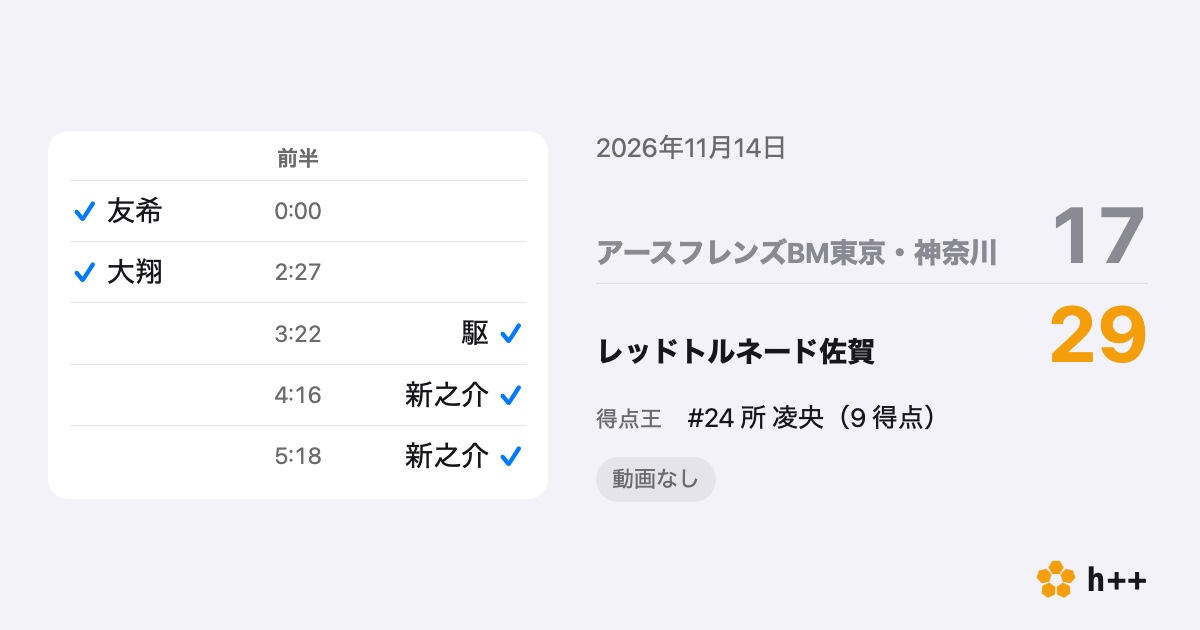 前半
友希 0:00
大翔 2:27
3:22 駆
4:16 新之介
5:18 新之介
2026年11月14日
アースフレンズBM東京・神奈川 17
レッドトルネード佐賀 29
得点王 #24 所 凌央（9 得点）
動画なし
h++